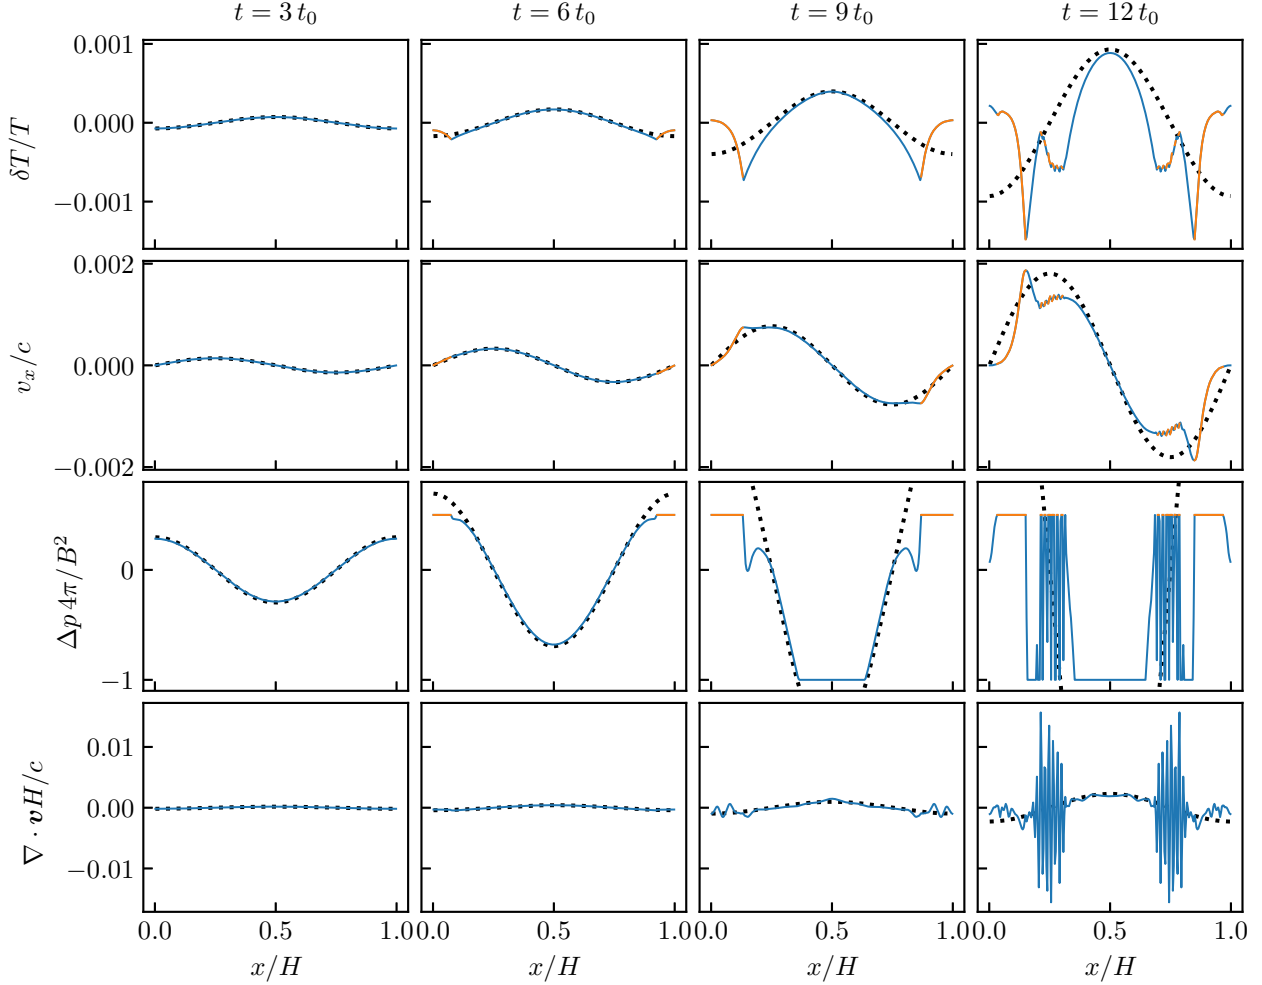 t = 3 t₀ t = 6 t₀ t = 9 t₀ t = 12 t₀
0.001
0.000
−0.001
δT/T
0.002
0.000
−0.002
vₓ/c
0
−1
Δp 4π/B²
0.01
0.00
−0.01
∇ · 𝒗H/c
0.0 0.5 1.0 0.0 0.5 1.0 0.0 0.5 1.0 0.0 0.5 1.0
x/H x/H x/H x/H